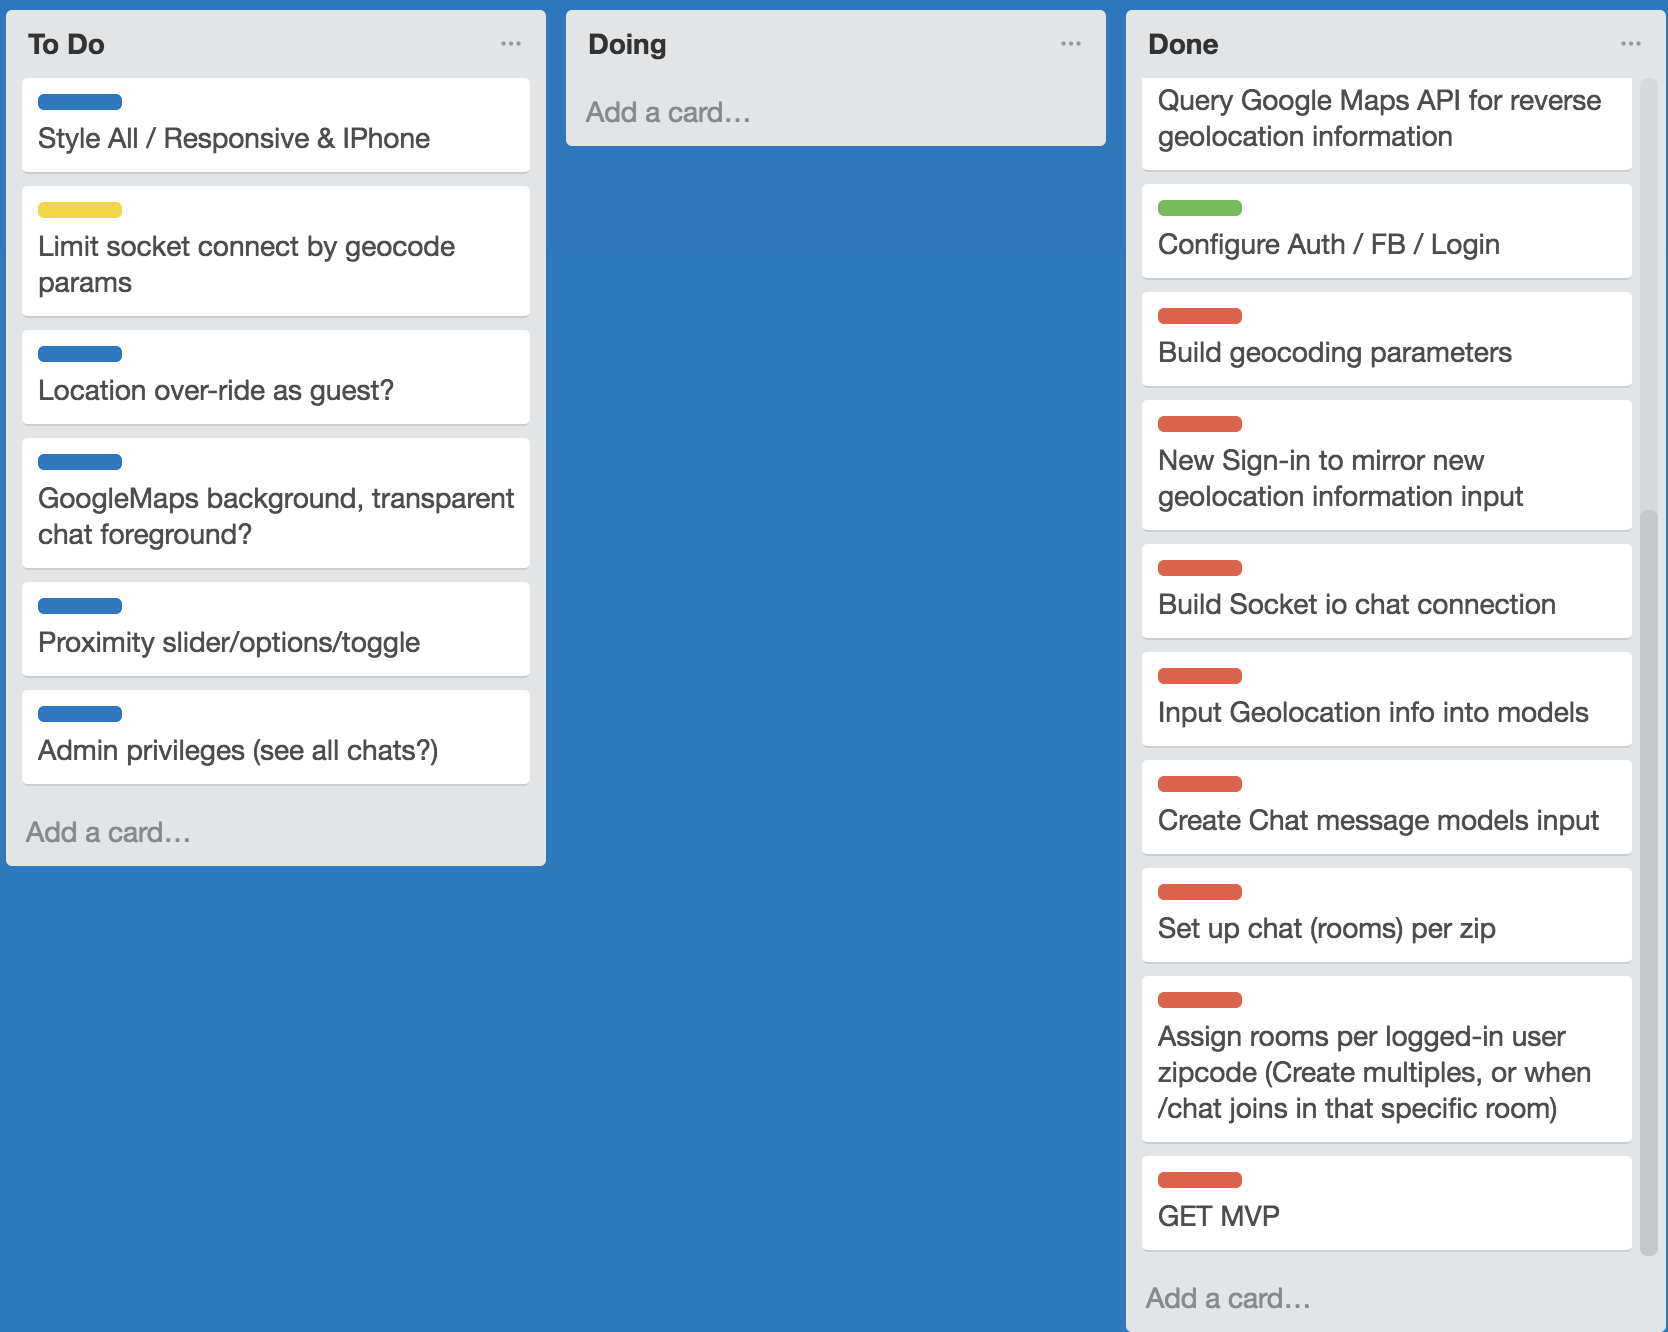 To Do
Style All / Responsive & IPhone
Limit socket connect by geocode
params
Location over-ride as guest?
GoogleMaps background, transparent
chat foreground?
Proximity slider/options/toggle
Admin privileges (see all chats?)
Add a card…
Doing
Add a card…
Done
Query Google Maps API for reverse
geolocation information
Configure Auth / FB / Login
Build geocoding parameters
New Sign-in to mirror new
geolocation information input
Build Socket io chat connection
Input Geolocation info into models
Create Chat message models input
Set up chat (rooms) per zip
Assign rooms per logged-in user
zipcode (Create multiples, or when
/chat joins in that specific room)
GET MVP
Add a card…